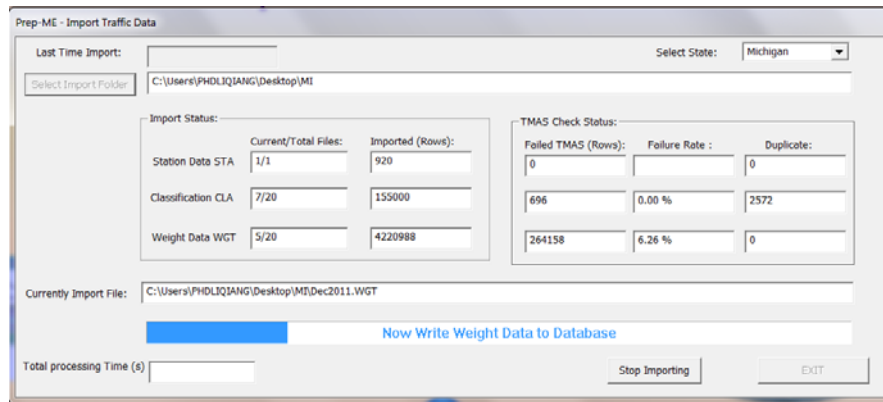 Prep-ME - Import Traffic Data
Last Time Import:
Select State: Michigan
Select Import Folder C:\Users\PHDLIQIANG\Desktop\MI
Import Status:
TMAS Check Status:
Current/Total Files: Imported (Rows): Failed TMAS (Rows): Failure Rate : Duplicate:
Station Data STA 1/1 920 0 0
Classification CLA 7/20 155000 696 0.00 % 2572
Weight Data WGT 5/20 4220988 264158 6.26 % 0
Currently Import File: C:\Users\PHDLIQIANG\Desktop\MI\Dec2011.WGT
Now Write Weight Data to Database
Total processing Time (s)
Stop Importing
EXIT